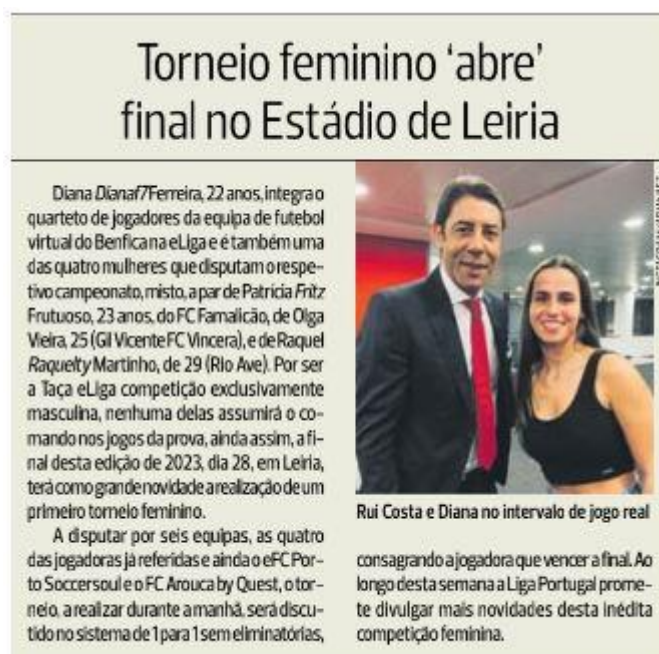 Torneio feminino ‘abre’
final no Estádio de Leiria
Diana Dianaf7Ferreira, 22 anos, integra o
quarteto de jogadores da equipa de futebol
virtual do Benfica na eLiga e é também uma
das quatro mulheres que disputam o respe-
tivo campeonato, misto, a par de Patrícia Fritz
Frutuoso, 23 anos, do FC Famalicão, de Olga
Vieira, 25 (Gil Vicente FC Vincera), e de Raquel
Raquelty Martinho, de 29 (Rio Ave). Por ser
a Taça eLiga competição exclusivamente
masculina, nenhuma delas assumirá o co-
mando nos jogos da prova, ainda assim, a fi-
nal desta edição de 2023, dia 28, em Leiria,
terá como grande novidade a realização de um
primeiro torneio feminino.
A disputar por seis equipas, as quatro
das jogadoras já referidas e ainda o eFC Por-
to Soccersoul e o FC Arouca by Quest, o tor-
neio, a realizar durante a manhã, será discu-
tido no sistema de 1 para 1 sem eliminatórias,
Rui Costa e Diana no intervalo de jogo real
consagrando a jogadora que vencer a final. Ao
longo desta semana a Liga Portugal prome-
te divulgar mais novidades desta inédita
competição feminina.